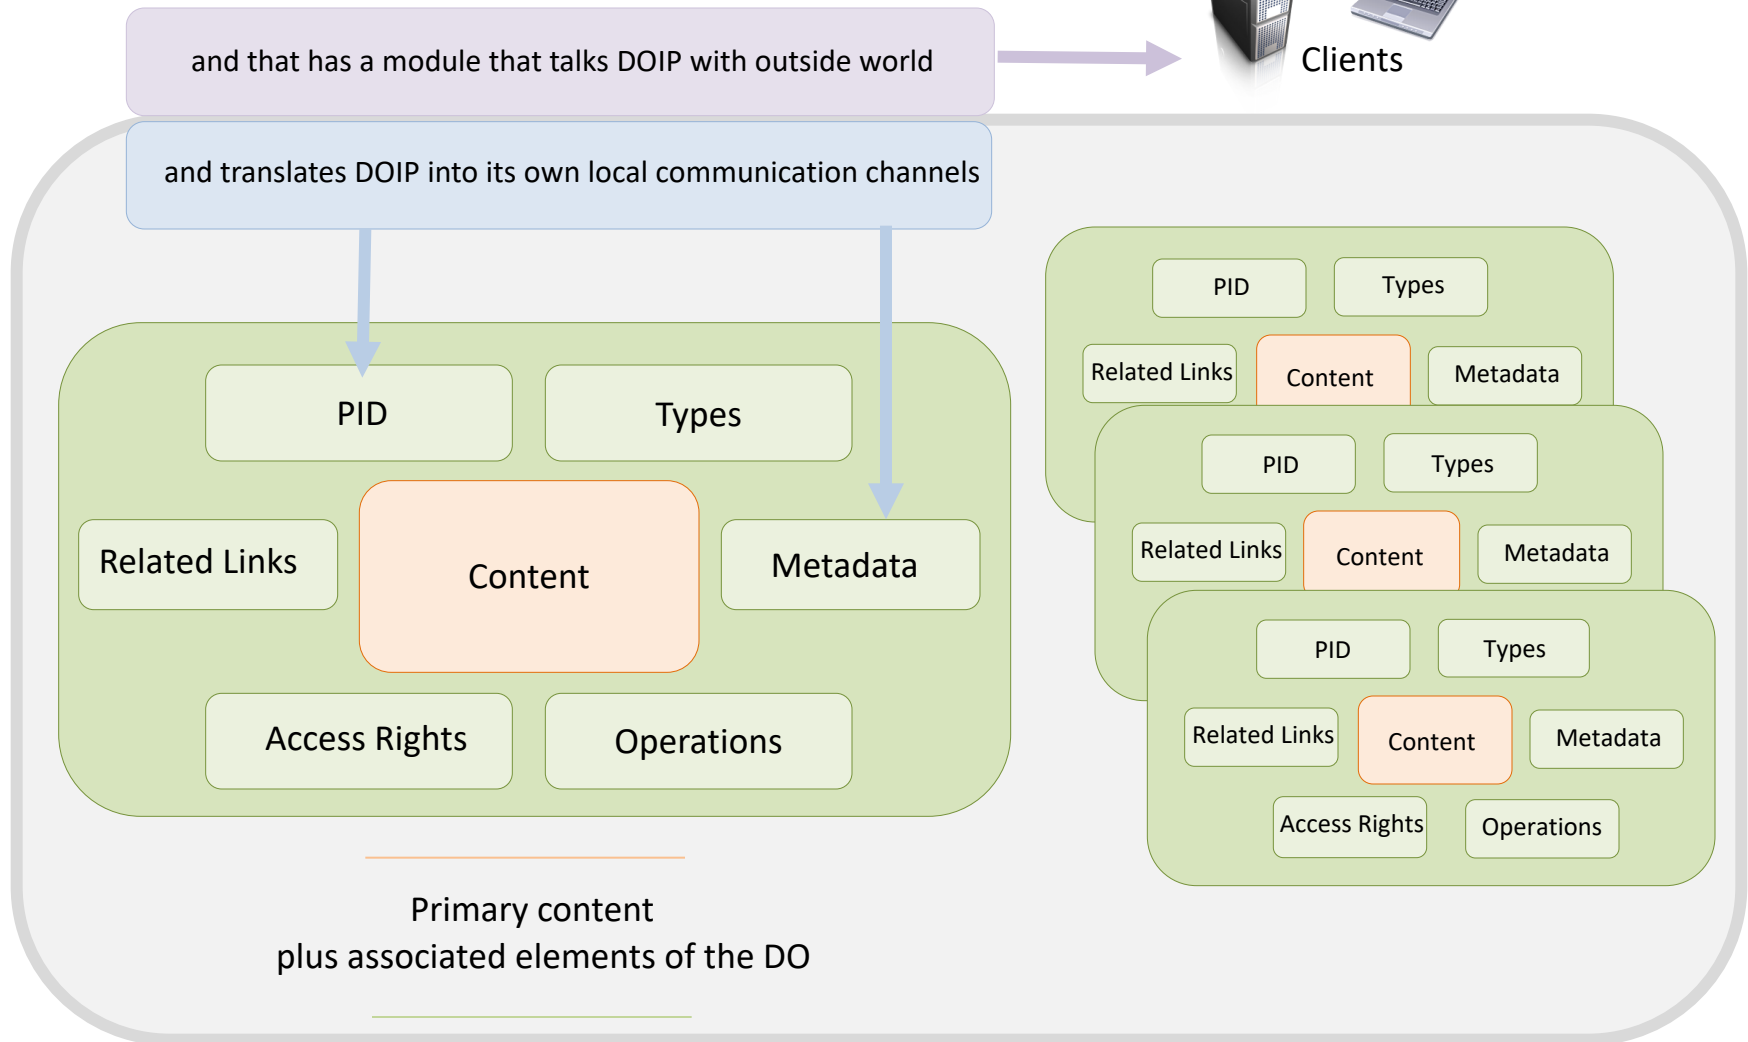 and that has a module that talks DOIP with outside world
Clients
and translates DOIP into its own local communication channels
PID
Types
Related Links
Content
Metadata
Access Rights
Operations
Primary content
plus associated elements of the DO
PID
Types
Related Links
Content
Metadata
PID
Types
Related Links
Content
Metadata
PID
Types
Related Links
Content
Metadata
Access Rights
Operations